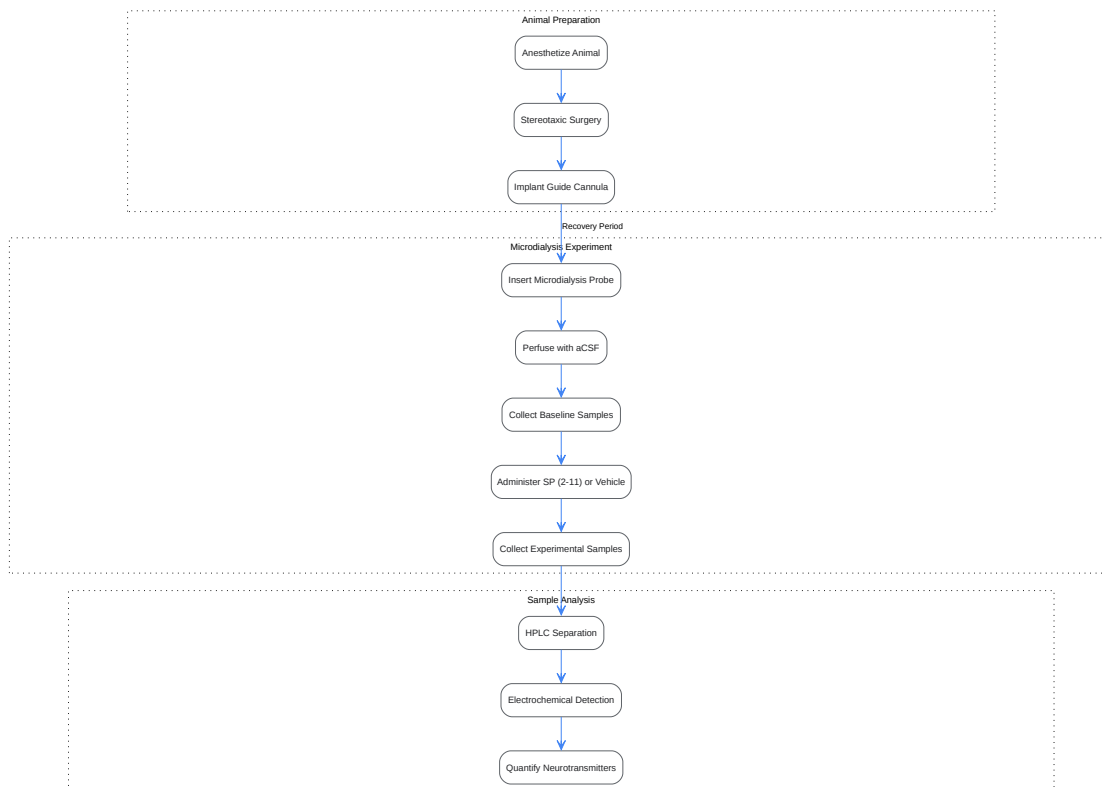 Animal Preparation
Anesthetize Animal
Stereotaxic Surgery
Implant Guide Cannula
Recovery Period
Microdialysis Experiment
Insert Microdialysis Probe
Perfuse with aCSF
Collect Baseline Samples
Administer SP (2-11) or Vehicle
Collect Experimental Samples
Sample Analysis
HPLC Separation
Electrochemical Detection
Quantify Neurotransmitters